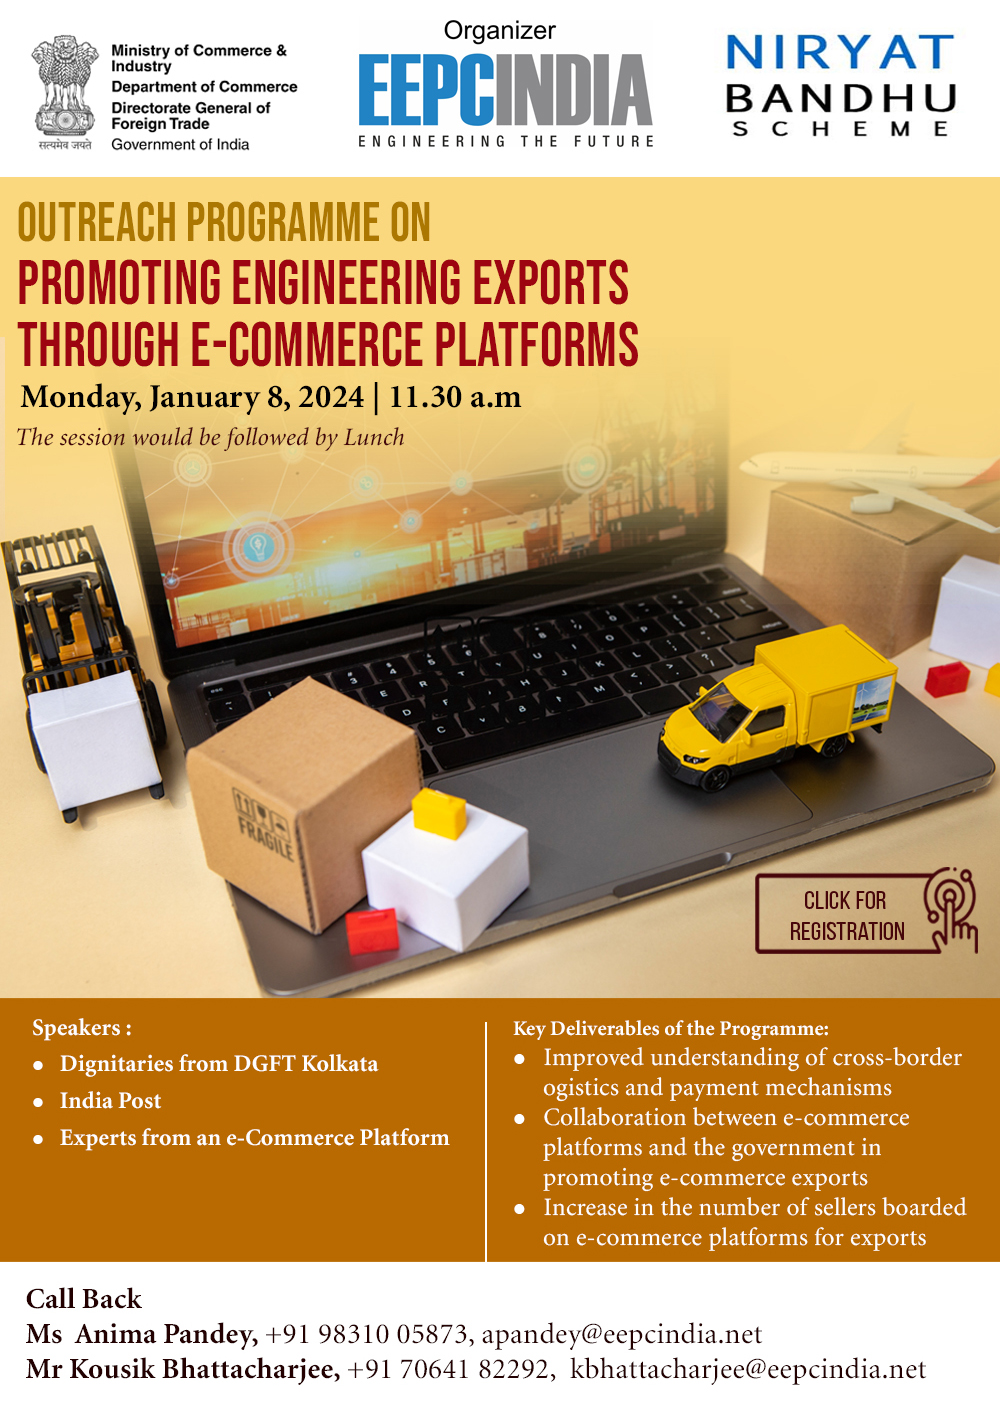 Organizer
Ministry of Commerce &
Industry
Department of Commerce
Directorate General of
Foreign Trade
Government of India
सत्यमेव जयते
EEPCINDIA
ENGINEERING THE FUTURE
NIRYAT
BANDHU
SCHEME
OUTREACH PROGRAMME ON
PROMOTING ENGINEERING EXPORTS
THROUGH E-COMMERCE PLATFORMS
Monday, January 8, 2024 | 11.30 a.m
The session would be followed by Lunch
FRAGILE
CLICK FOR
REGISTRATION
Speakers :
● Dignitaries from DGFT Kolkata
● India Post
● Experts from an e-Commerce Platform
Key Deliverables of the Programme:
● Improved understanding of cross-border
ogistics and payment mechanisms
● Collaboration between e-commerce
platforms and the government in
promoting e-commerce exports
● Increase in the number of sellers boarded
on e-commerce platforms for exports
Call Back
Ms Anima Pandey, +91 98310 05873, apandey@eepcindia.net
Mr Kousik Bhattacharjee, +91 70641 82292, kbhattacharjee@eepcindia.net